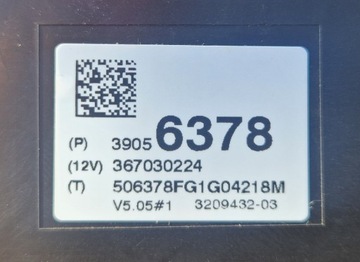 (P) 3905 6378
(12V) 367030224
(T) 506378FG1G04218M
V5.05#1 3209432-03